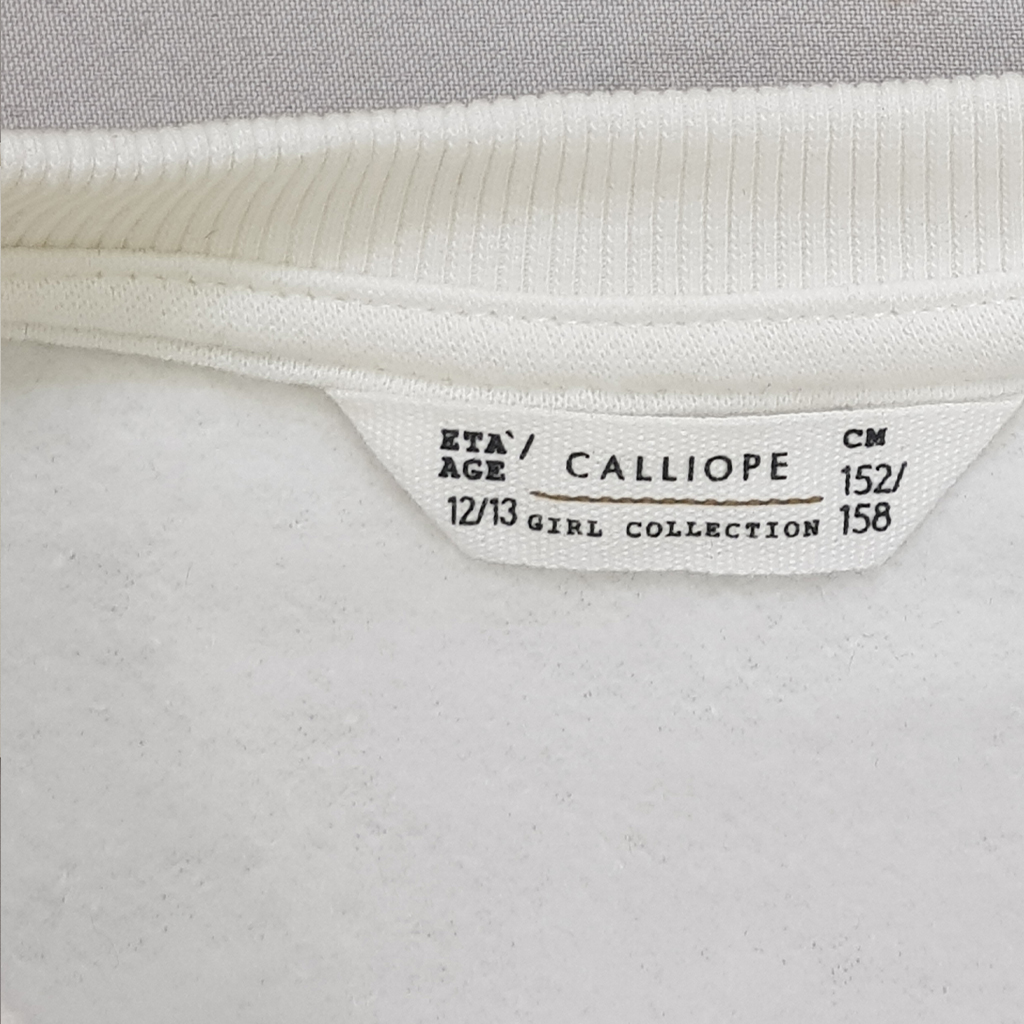 ETA`/
AGE
12/13
CALLIOPE
GIRL COLLECTION
CM
152/
158